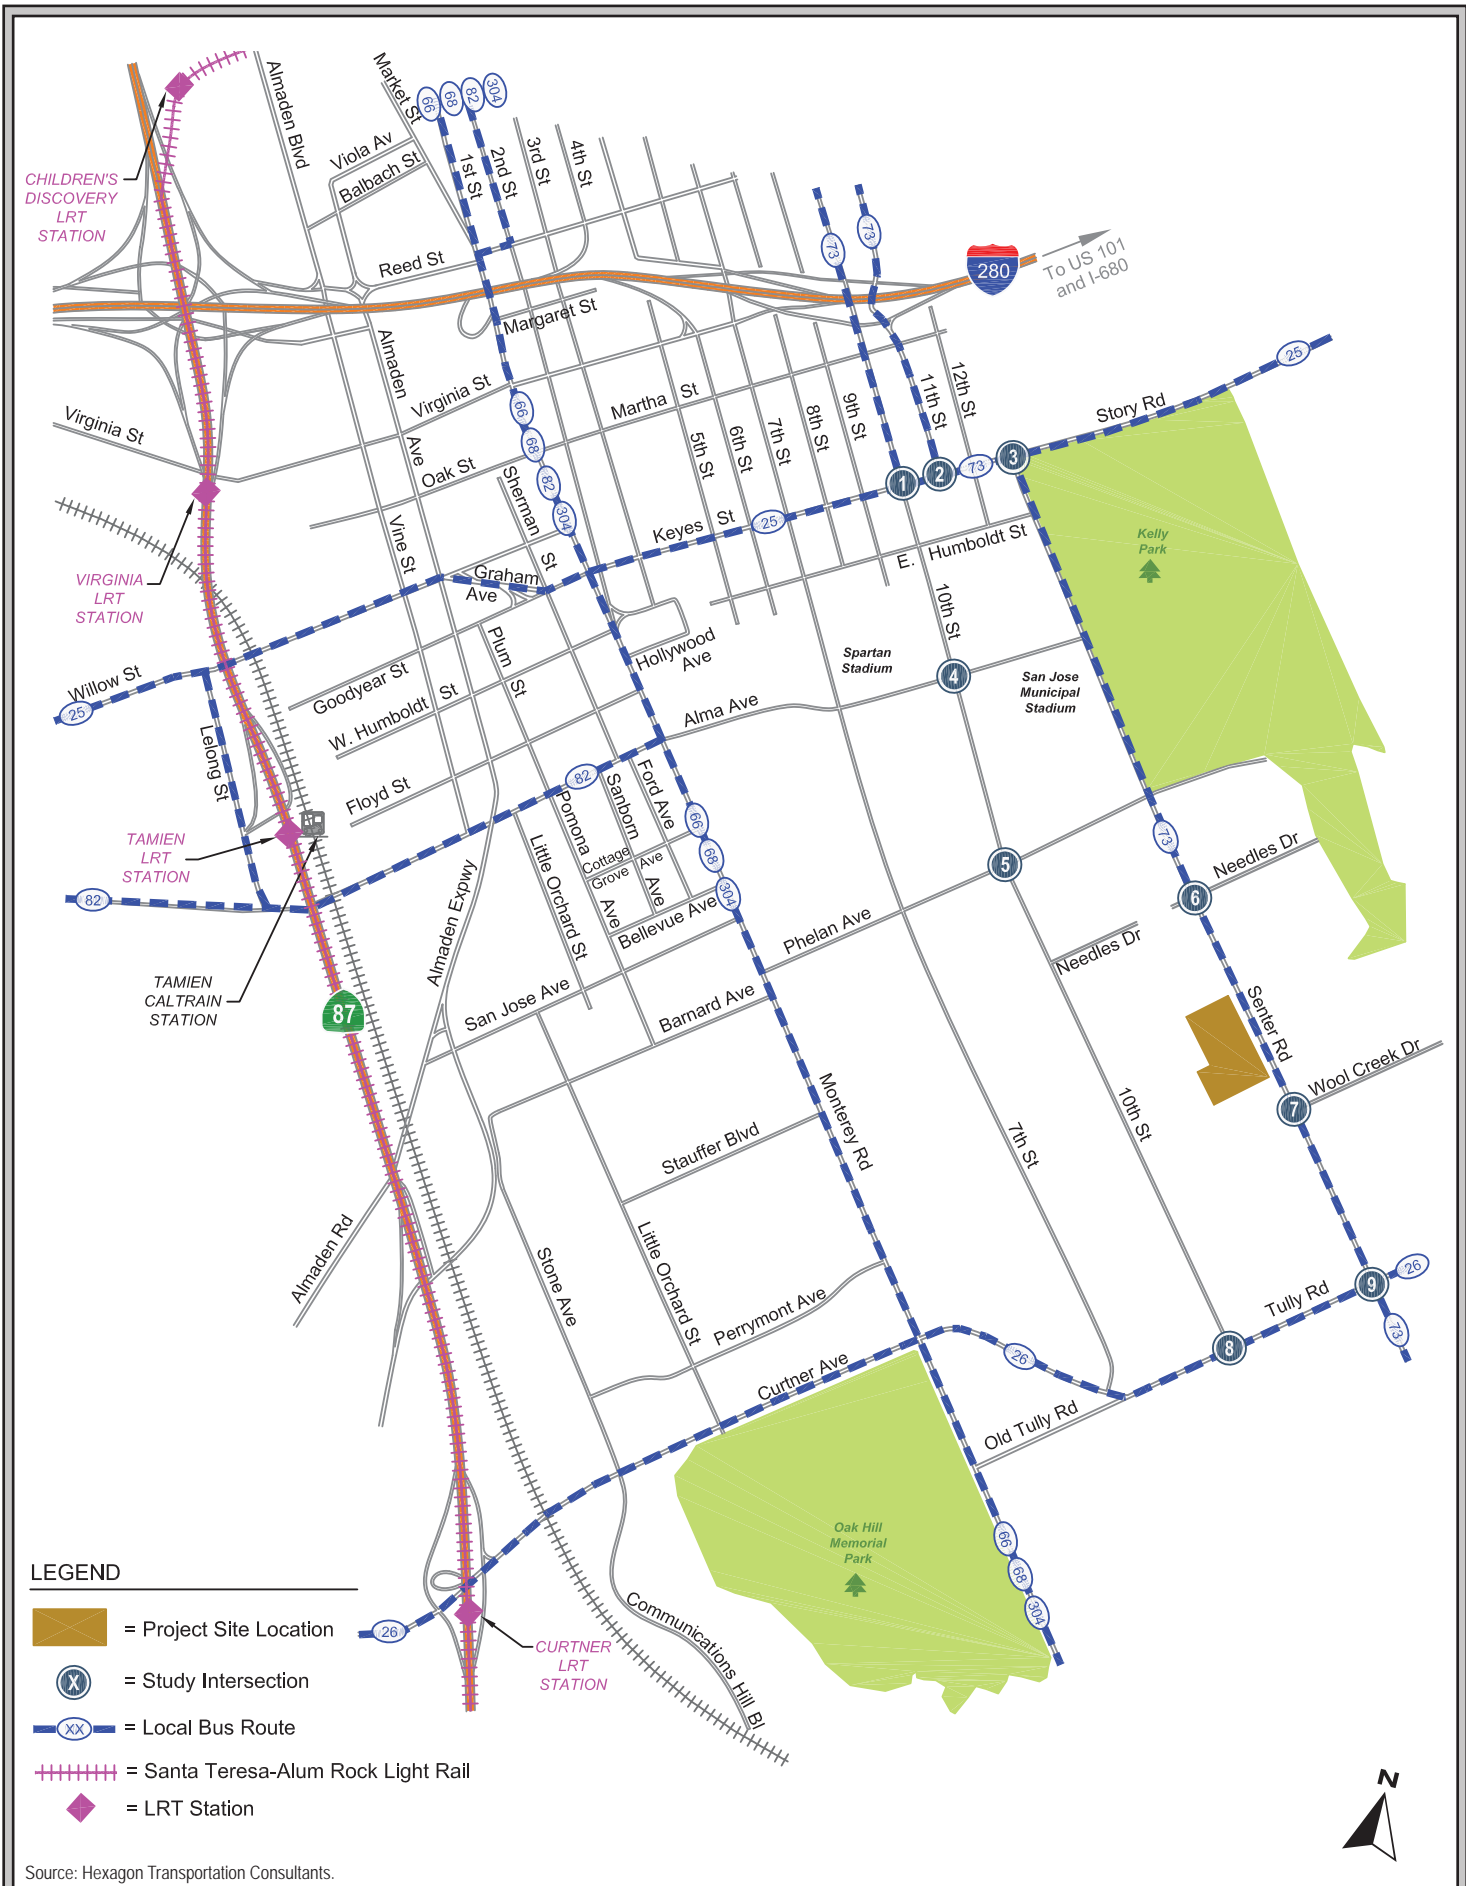 Almaden Blvd
Market St
66
68
82
304
Viola Av
Balbach St
1st St
2nd St
3rd St
4th St
CHILDREN'S
DISCOVERY
LRT
STATION
Reed St
73
73
280
To US 101
and I-680
Margaret St
Almaden
Ave
Virginia St
Virginia St
Martha St
Oak St
66
68
82
304
Sherman
St
5th St
6th St
7th St
8th St
9th St
11th St
12th St
Story Rd
25
1
2
73
3
Keyes St
25
E. Humboldt St
Kelly
Park
Vine St
Graham
Ave
VIRGINIA
LRT
STATION
10th St
Plum
St
Hollywood
Ave
Spartan
Stadium
4
San Jose
Municipal
Stadium
Willow St
25
Goodyear St
W. Humboldt St
Alma Ave
Lelong St
Floyd St
82
Pomona
Ave
Sanborn
Ave
Ford Ave
66
68
304
Cottage
Grove
Ave
Little Orchard St
TAMIEN
LRT
STATION
82
Almaden Expwy
Bellevue Ave
Phelan Ave
5
73
6
Needles Dr
Needles Dr
TAMIEN
CALTRAIN
STATION
87
San Jose Ave
Barnard Ave
Senter Rd
Wool Creek Dr
7
Monterey Rd
10th St
7th St
Stauffer Blvd
Almaden Rd
Stone Ave
Little Orchard St
Perrymont Ave
Tully Rd
9
26
73
8
Curtner Ave
26
Old Tully Rd
Oak Hill
Memorial
Park
66
68
304
26
CURTNER
LRT
STATION
Communications Hill Bl
LEGEND
= Project Site Location
X
= Study Intersection
XX
= Local Bus Route
= Santa Teresa-Alum Rock Light Rail
= LRT Station
N
Source: Hexagon Transportation Consultants.